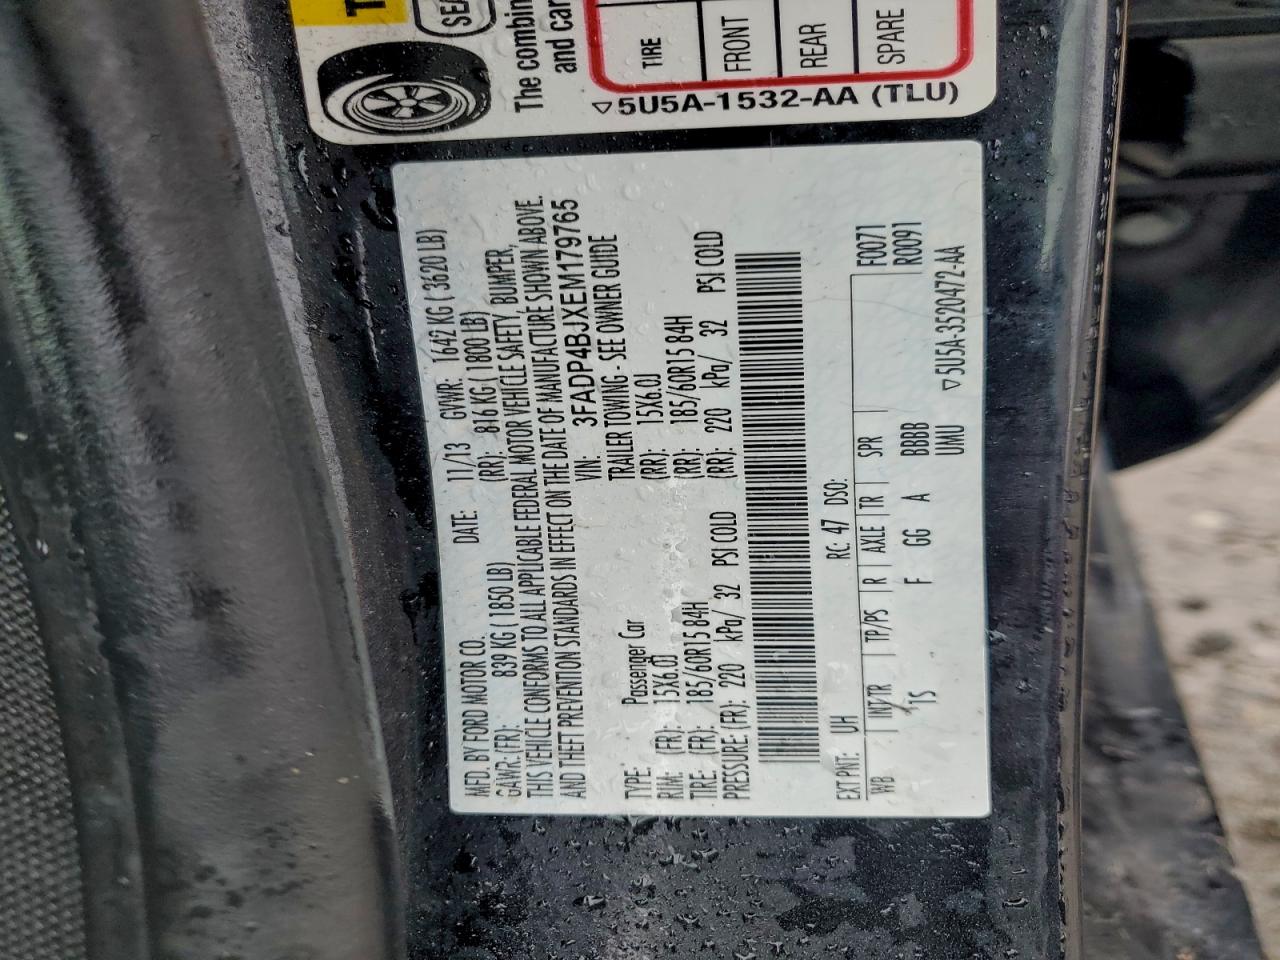 SEA
The combin
and car
TIRE
FRONT
REAR
SPARE
▽5U5A-1532-AA (TLU)
MFD. BY FORD MOTOR CO.
DATE: 11/13 GVWR: 1642 KG ( 3620 LB)
GAWR: (FR): 839 KG ( 1850 LB) (RR): 816 KG ( 1800 LB)
THIS VEHICLE CONFORMS TO ALL APPLICABLE FEDERAL MOTOR VEHICLE SAFETY, BUMPER,
AND THEFT PREVENTION STANDARDS IN EFFECT ON THE DATE OF MANUFACTURE SHOWN ABOVE.
VIN: 3FADP4BJXEM179765
TYPE: Passenger Car TRAILER TOWING - SEE OWNER GUIDE
RIM: (FR): 15X6.0J (RR): 15X6.0J
TIRE: (FR): 185/60R15 84H (RR): 185/60R15 84H
PRESSURE: (FR): 220 kPa/ 32 PSI COLD (RR): 220 kPa/ 32 PSI COLD
EXT PNT: UH RC: 47 DSO:
WB INT TR TP/PS R AXLE TR SPR F0071
TS F GG A BBBB R0091
UMU
▽5U5A-3520472-AA